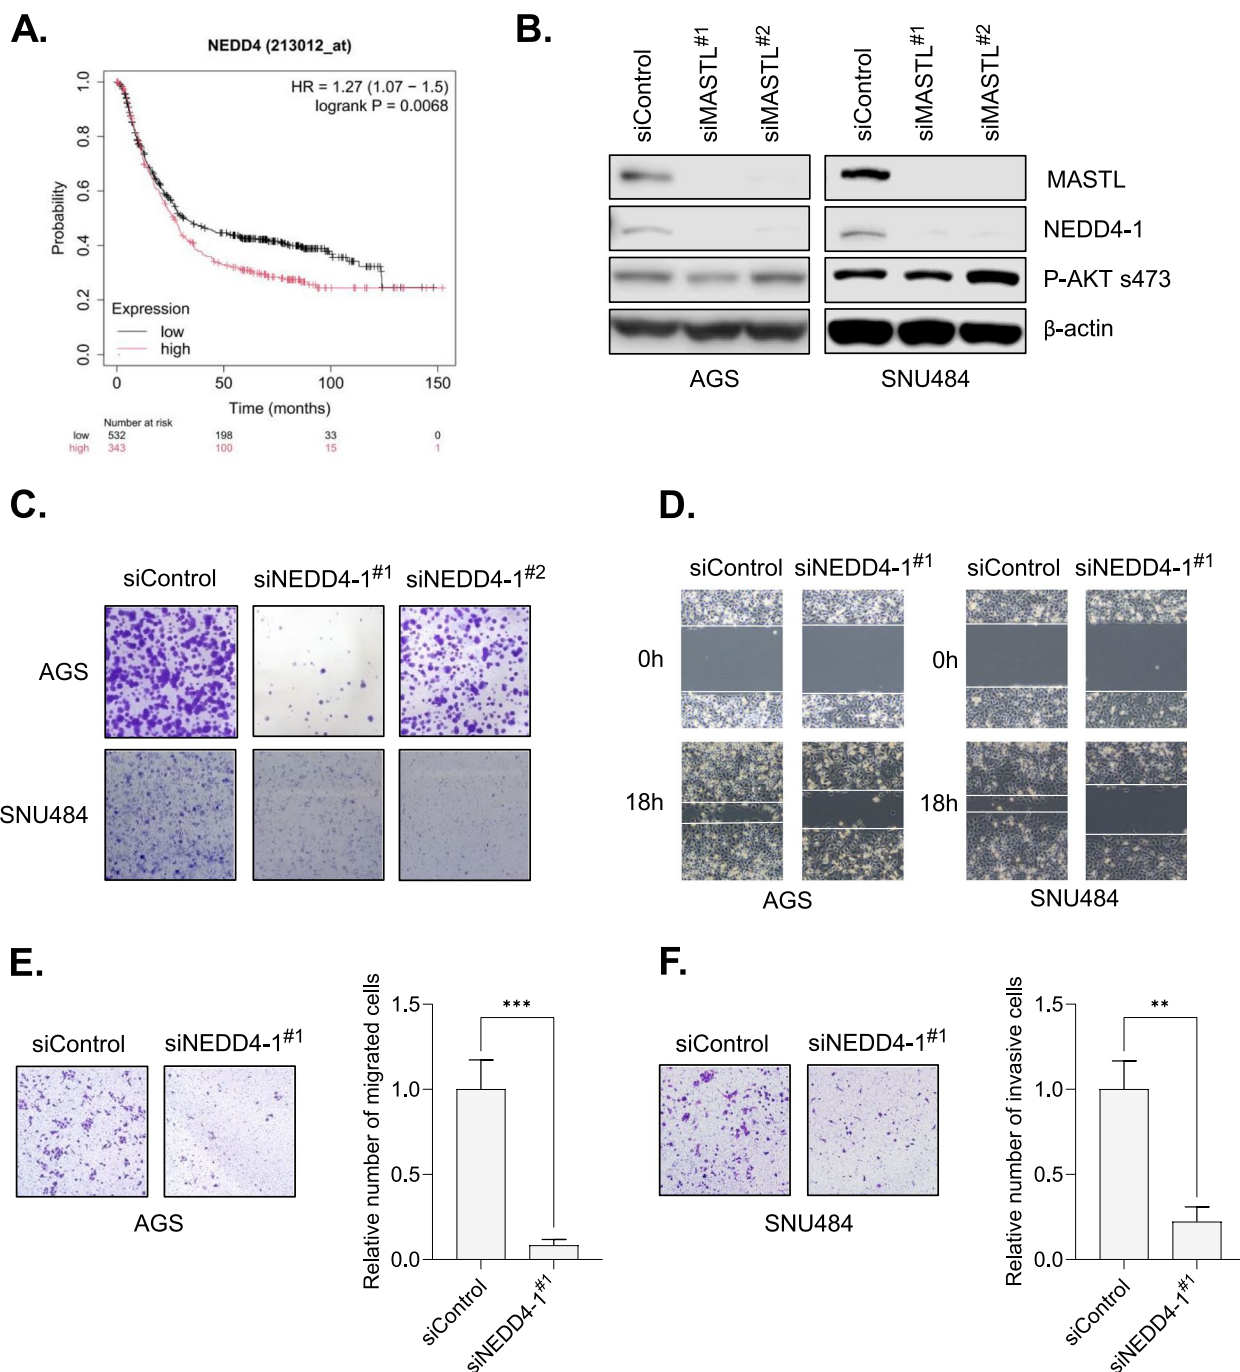 A.
NEDD4 (213012_at)
HR = 1.27 (1.07 − 1.5)
logrank P = 0.0068
Probability
1.0
0.8
0.6
0.4
0.2
0.0
Expression
low
high
0 50 100 150
Time (months)
Number at risk
low 532 198 33 0
high 343 100 15 1
B.
siControl siMASTL#1 siMASTL#2 siControl siMASTL#1 siMASTL#2
MASTL
NEDD4-1
P-AKT s473
β-actin
AGS SNU484
C.
siControl siNEDD4-1#1 siNEDD4-1#2
AGS
SNU484
D.
siControl siNEDD4-1#1 siControl siNEDD4-1#1
0h 0h
18h 18h
AGS SNU484
E.
siControl siNEDD4-1#1
AGS
Relative number of migrated cells
1.5
1.0
0.5
0.0
***
siControl
siNEDD4-1#1
F.
siControl siNEDD4-1#1
SNU484
Relative number of invasive cells
1.5
1.0
0.5
0.0
**
siControl
siNEDD4-1#1